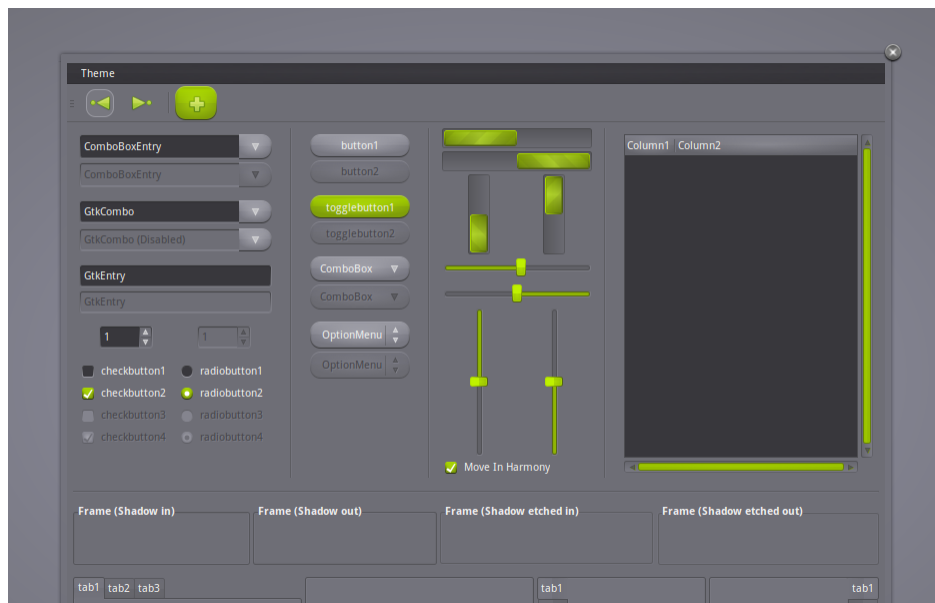 Theme
ComboBoxEntry
ComboBoxEntry
GtkCombo
GtkCombo (Disabled)
GtkEntry
GtkEntry
1 1
checkbutton1 radiobutton1
checkbutton2 radiobutton2
checkbutton3 radiobutton3
checkbutton4 radiobutton4
button1
button2
togglebutton1
togglebutton2
ComboBox
ComboBox
OptionMenu
OptionMenu
Move In Harmony
Column1 Column2
Frame (Shadow in) Frame (Shadow out) Frame (Shadow etched in) Frame (Shadow etched out)
tab1 tab2 tab3 tab1 tab1